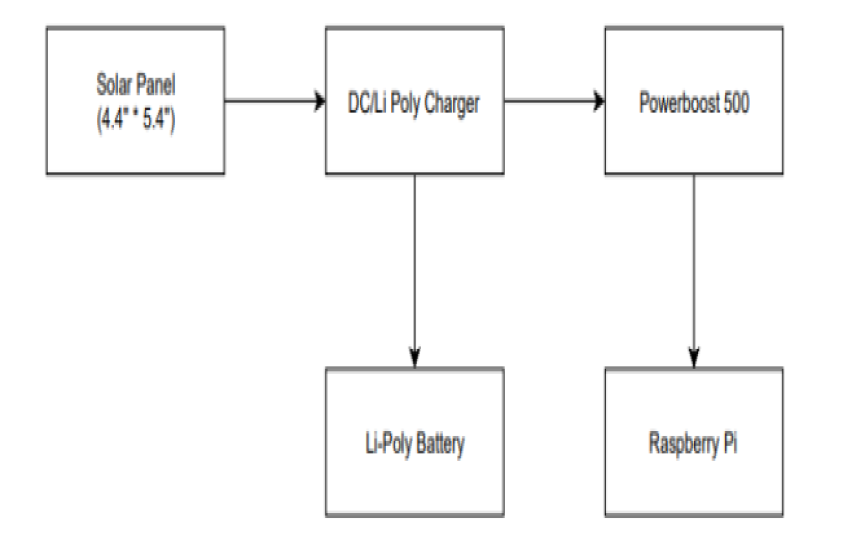 Solar Panel
(4.4" * 5.4")
DC/Li Poly Charger
Powerboost 500
Li-Poly Battery
Raspberry Pi